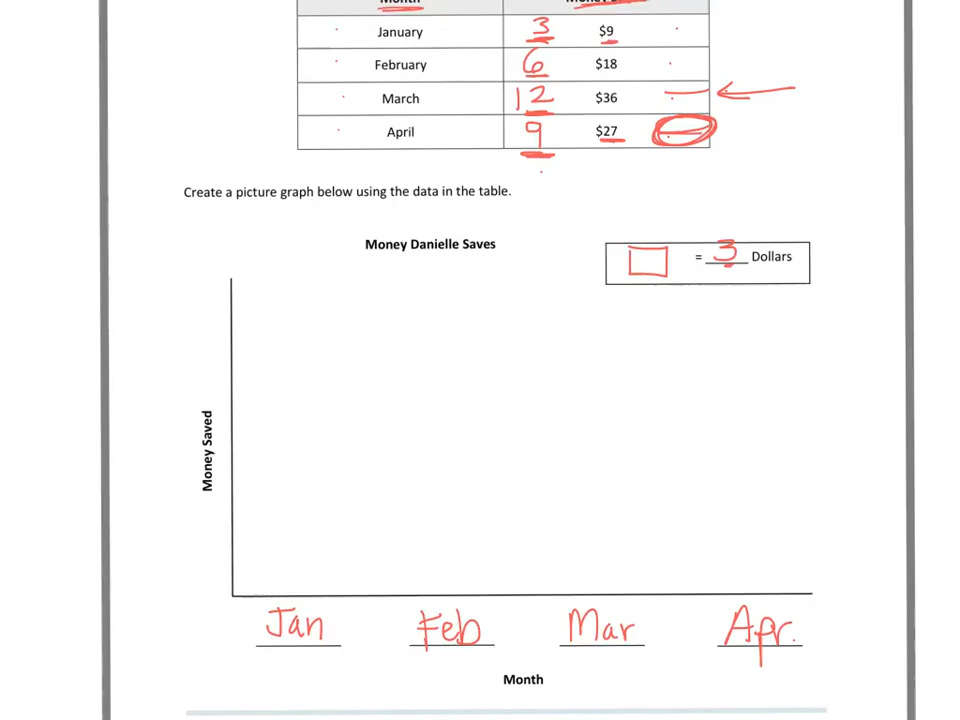 January 3 $9
February 6 $18
March 12 $36
April 9 $27
Create a picture graph below using the data in the table.
Money Danielle Saves
= 3 Dollars
Money Saved
Jan Feb Mar Apr.
Month